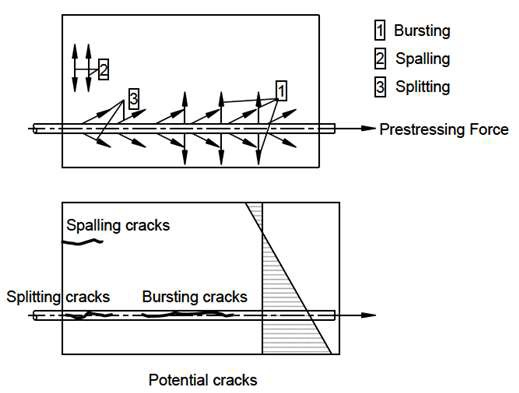 1 Bursting
2 Spalling
3 Splitting
2
3
1
Prestressing Force
Spalling cracks
Splitting cracks
Bursting cracks
Potential cracks